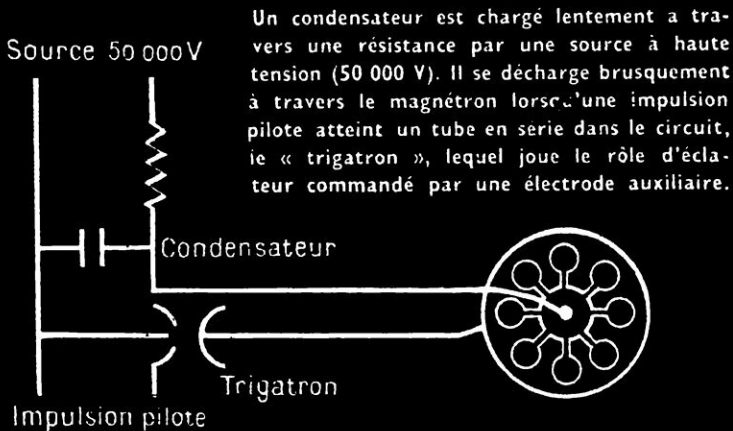 Un condensateur est chargé lentement a tra-
vers une résistance par une source à haute
tension (50 000 V). Il se décharge brusquement
à travers le magnétron lorsqu'une impulsion
pilote atteint un tube en série dans le circuit,
le « trigatron », lequel joue le rôle d'écla-
teur commandé par une électrode auxiliaire.
Source 50 000 V
Condensateur
Trigatron
Impulsion pilote